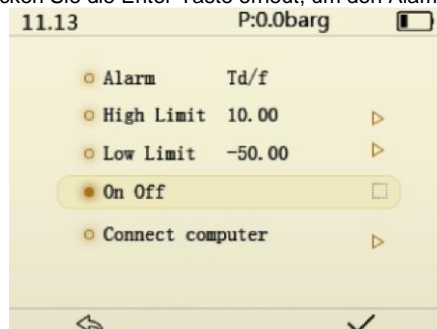 cken Sie die Enter-Taste erneut, um den Alarm
11.13 P:0.0barg
Alarm Td/f
High Limit 10.00
Low Limit -50.00
On Off
Connect computer